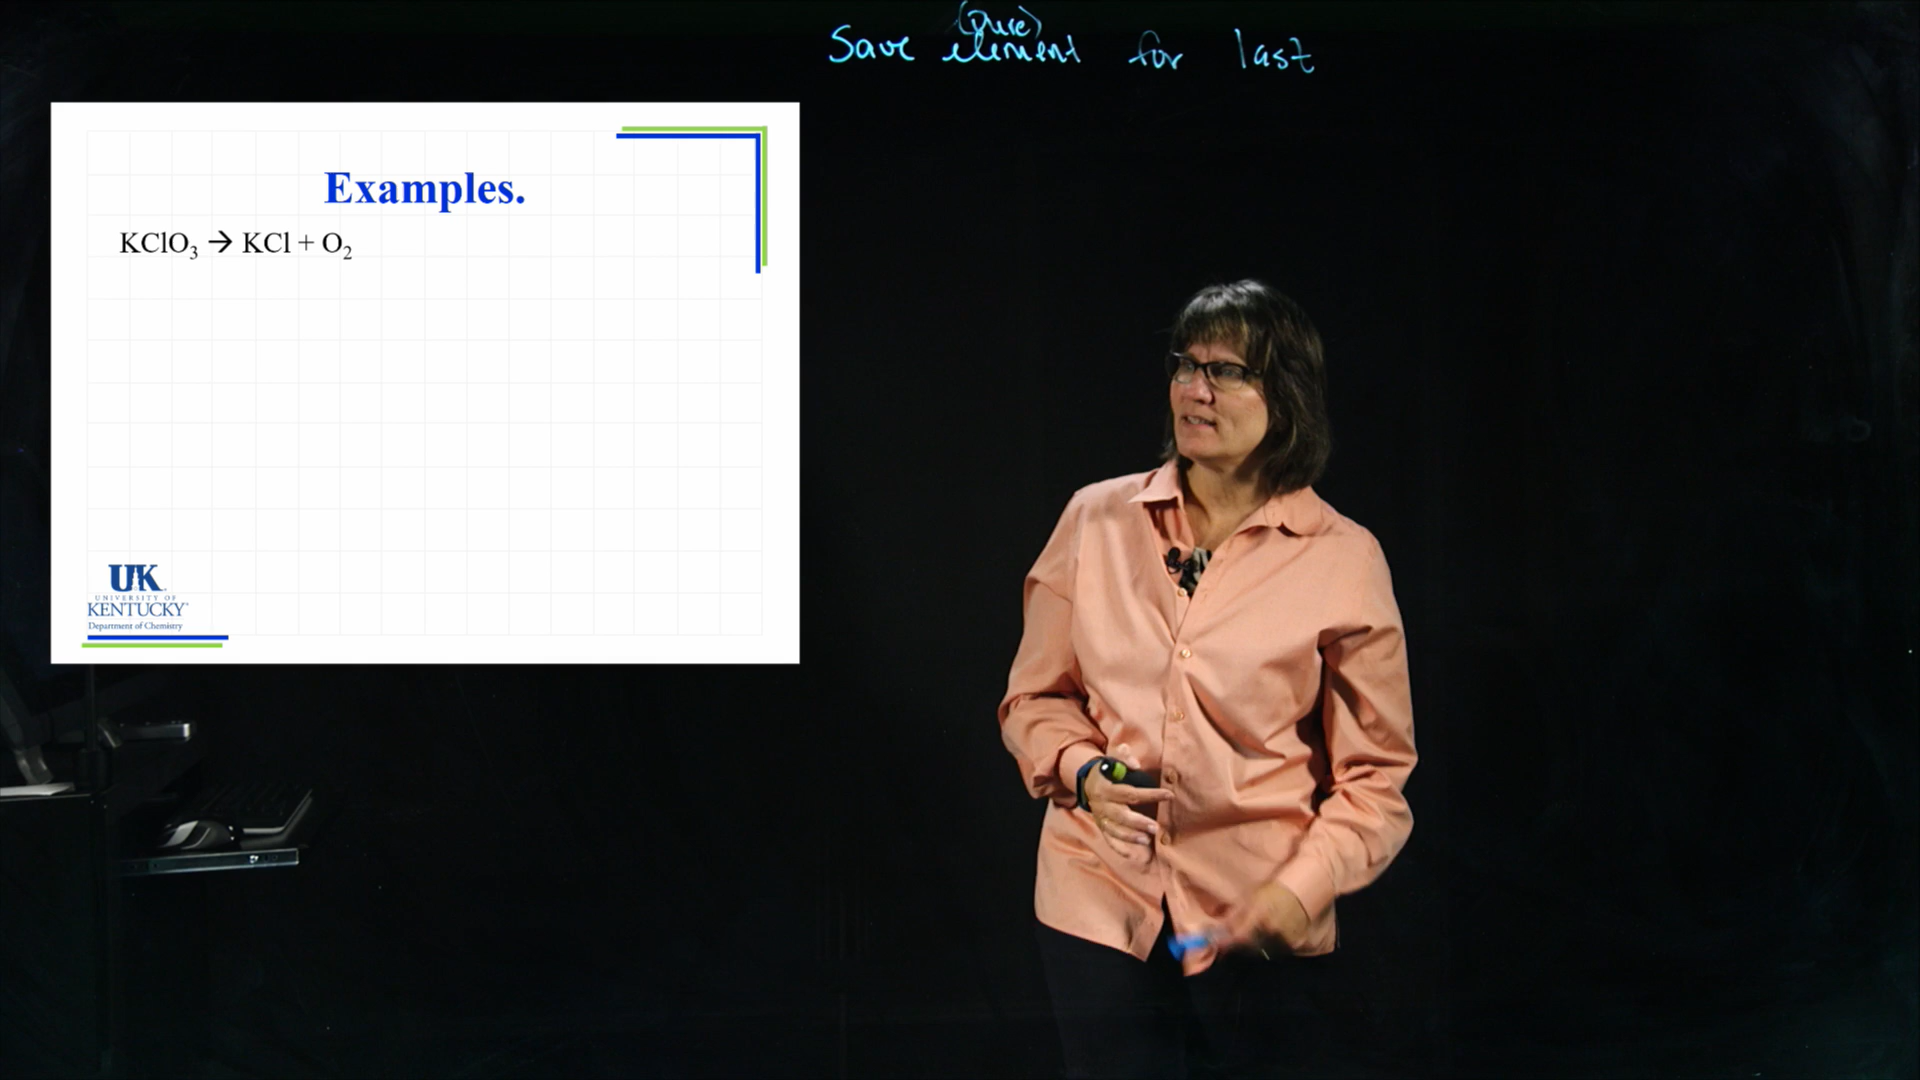 (pure)
Save element for last
Examples.
KClO₃ → KCl + O₂
UK
UNIVERSITY OF
KENTUCKY
Department of Chemistry